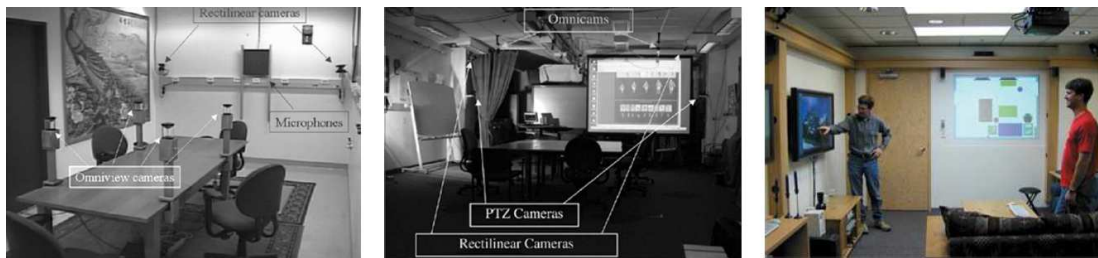 Rectilinear cameras
Microphones
Omniview cameras
Omnicams
PTZ Cameras
Rectilinear Cameras